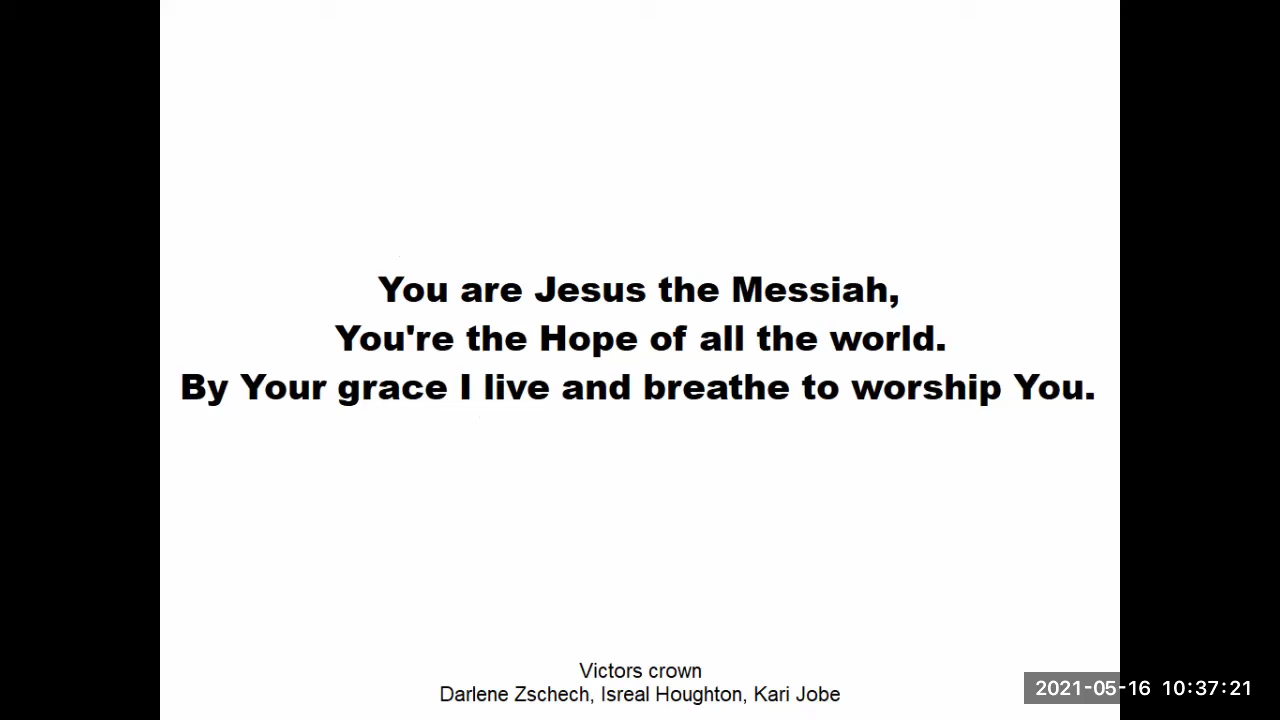 You are Jesus the Messiah,
You're the Hope of all the world.
By Your grace I live and breathe to worship You.
Victors crown
Darlene Zschech, Isreal Houghton, Kari Jobe
2021-05-16 10:37:21